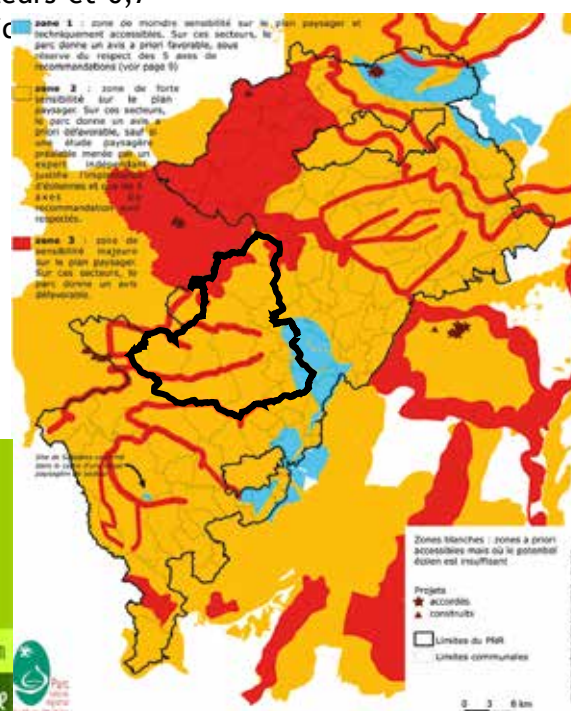 zone 1 : zone de moindre sensibilité sur le plan paysager et
techniquement accessibles. Sur ces secteurs, le
parc donne un avis a priori favorable, sous
réserve du respect des 5 axes de
recommandations (voir page 9)
zone 2 : zone de forte
sensibilité sur le plan
paysager. Sur ces secteurs,
le parc donne un avis a
priori défavorable, sauf si
une étude paysagère
préalable menée par un
expert indépendant
justifie l'implantation
d'éoliennes et que les 5
axes de
recommandation sont
respectés.
zone 3 : zone de
sensibilité majeure
sur le plan paysager.
Sur ces secteurs, le
parc donne un avis
défavorable.
Zones blanches : zones a priori
accessibles mais où le potentiel
éolien est insuffisant
Projets
accordés
construits
Limites du PNR
Limites communales
0 3 6 km
Parc